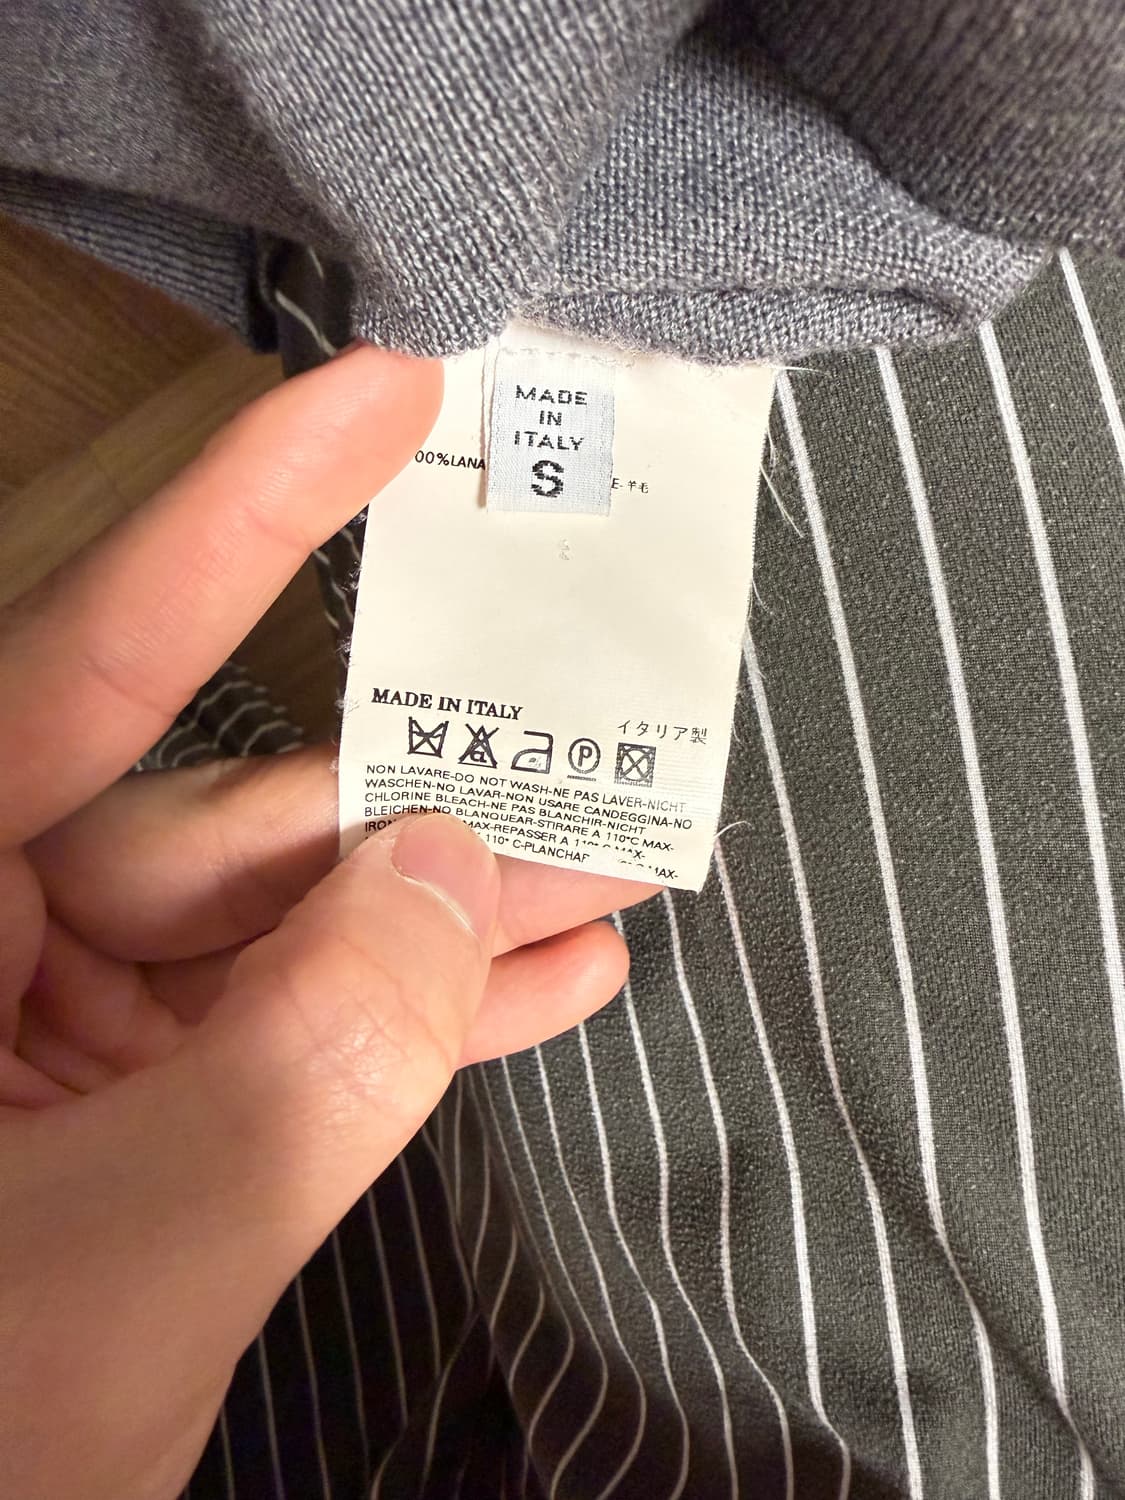 MADE
IN
ITALY
S
00%LANA
E-羊毛
MADE IN ITALY
イタリア製
P
NON LAVARE-DO NOT WASH-NE PAS LAVER-NICHT
WASCHEN-NO LAVAR-NON USARE CANDEGGINA-NO
CHLORINE BLEACH-NE PAS BLANCHIR-NICHT
BLEICHEN-NO BLANQUEAR-STIRARE A 110°C MAX-
IRON MAX-REPASSER A MAX-
110° C-PLANCHAR MAX-